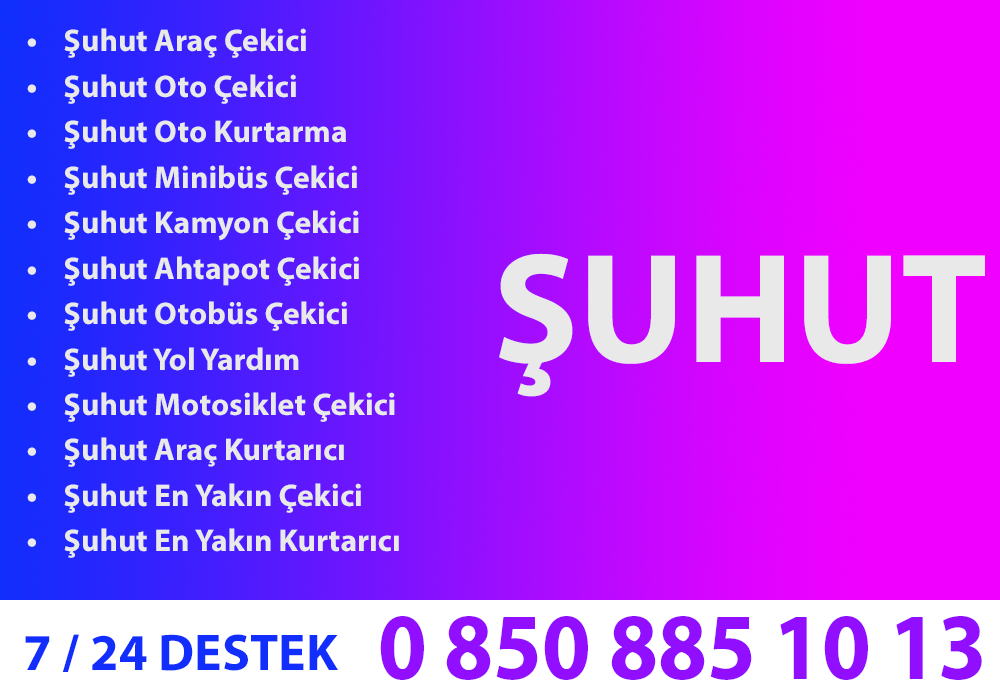 • Şuhut Araç Çekici
• Şuhut Oto Çekici
• Şuhut Oto Kurtarma
• Şuhut Minibüs Çekici
• Şuhut Kamyon Çekici
• Şuhut Ahtapot Çekici
• Şuhut Otobüs Çekici
• Şuhut Yol Yardım
• Şuhut Motosiklet Çekici
• Şuhut Araç Kurtarıcı
• Şuhut En Yakın Çekici
• Şuhut En Yakın Kurtarıcı
ŞUHUT
7 / 24 DESTEK 0 850 885 10 13